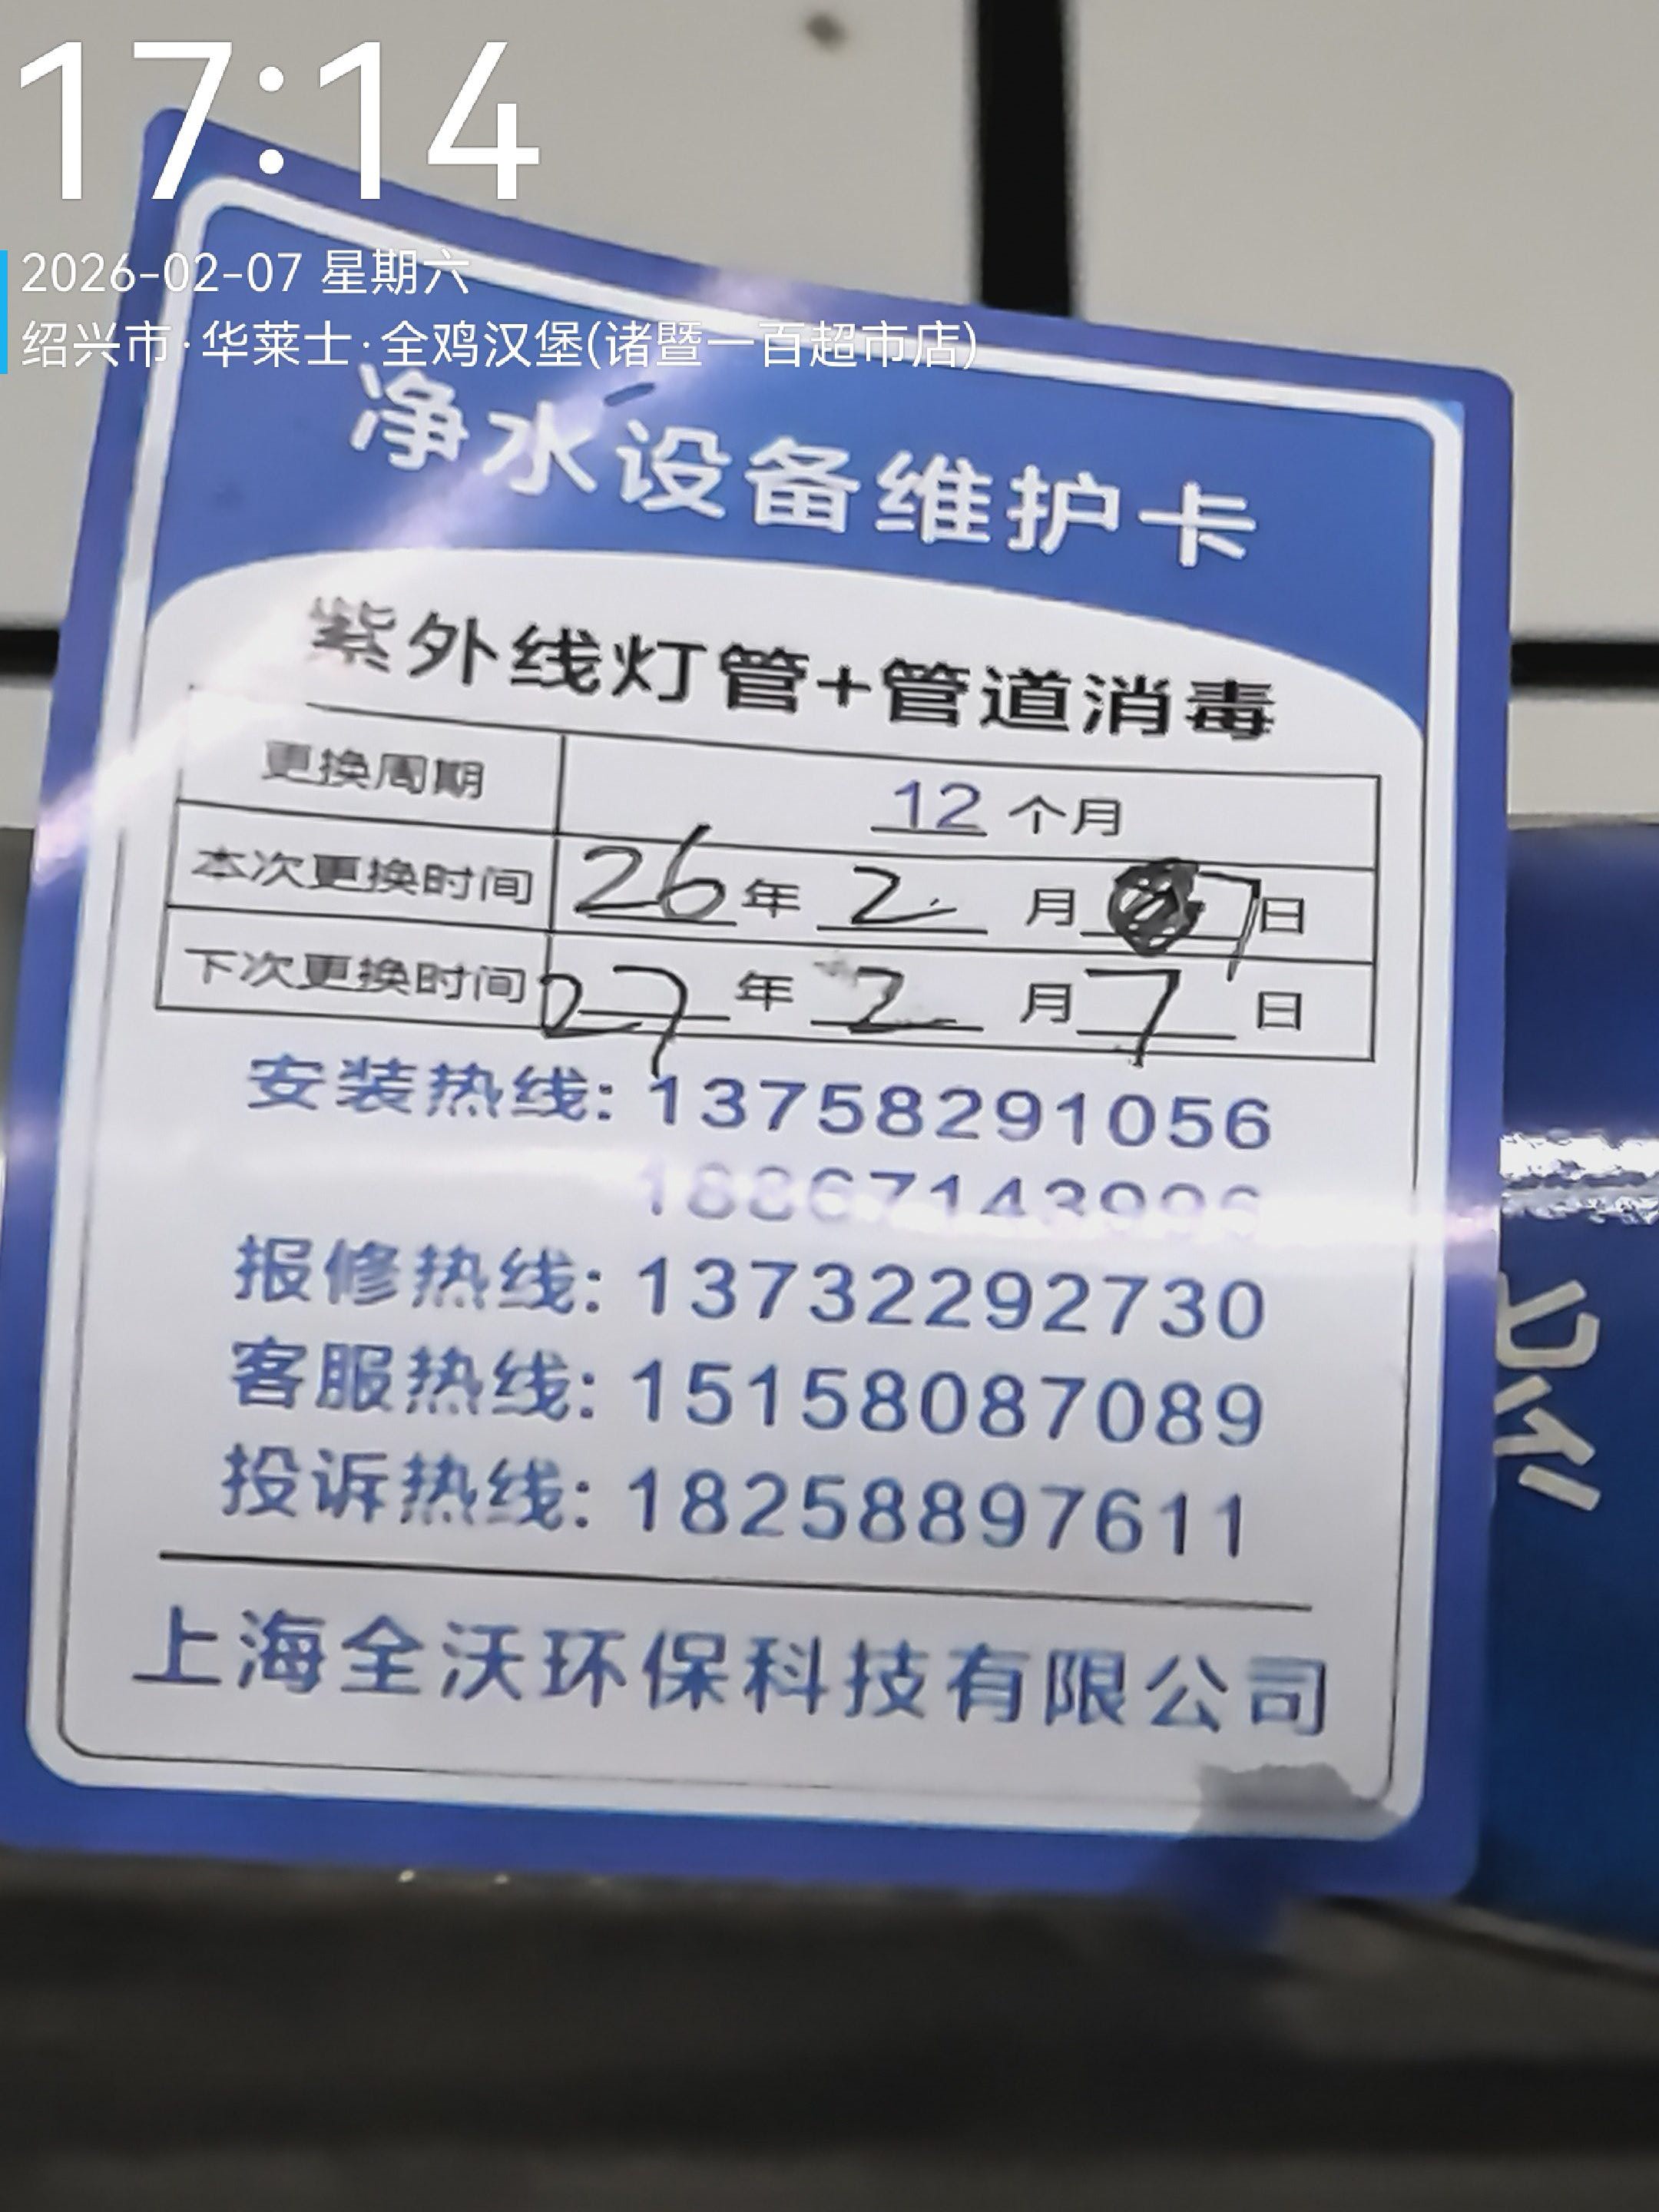 17:14
2026-02-07 星期六
绍兴市·华莱士·全鸡汉堡(诸暨一百超市店)
净水设备维护卡
紫外线灯管+管道消毒
更换周期 12 个月
本次更换时间 26 年 2 月 7 日
下次更换时间 27 年 2 月 7 日
安装热线: 13758291056
报修热线: 13732292730
客服热线: 15158087089
投诉热线: 18258897611
上海全沃环保科技有限公司